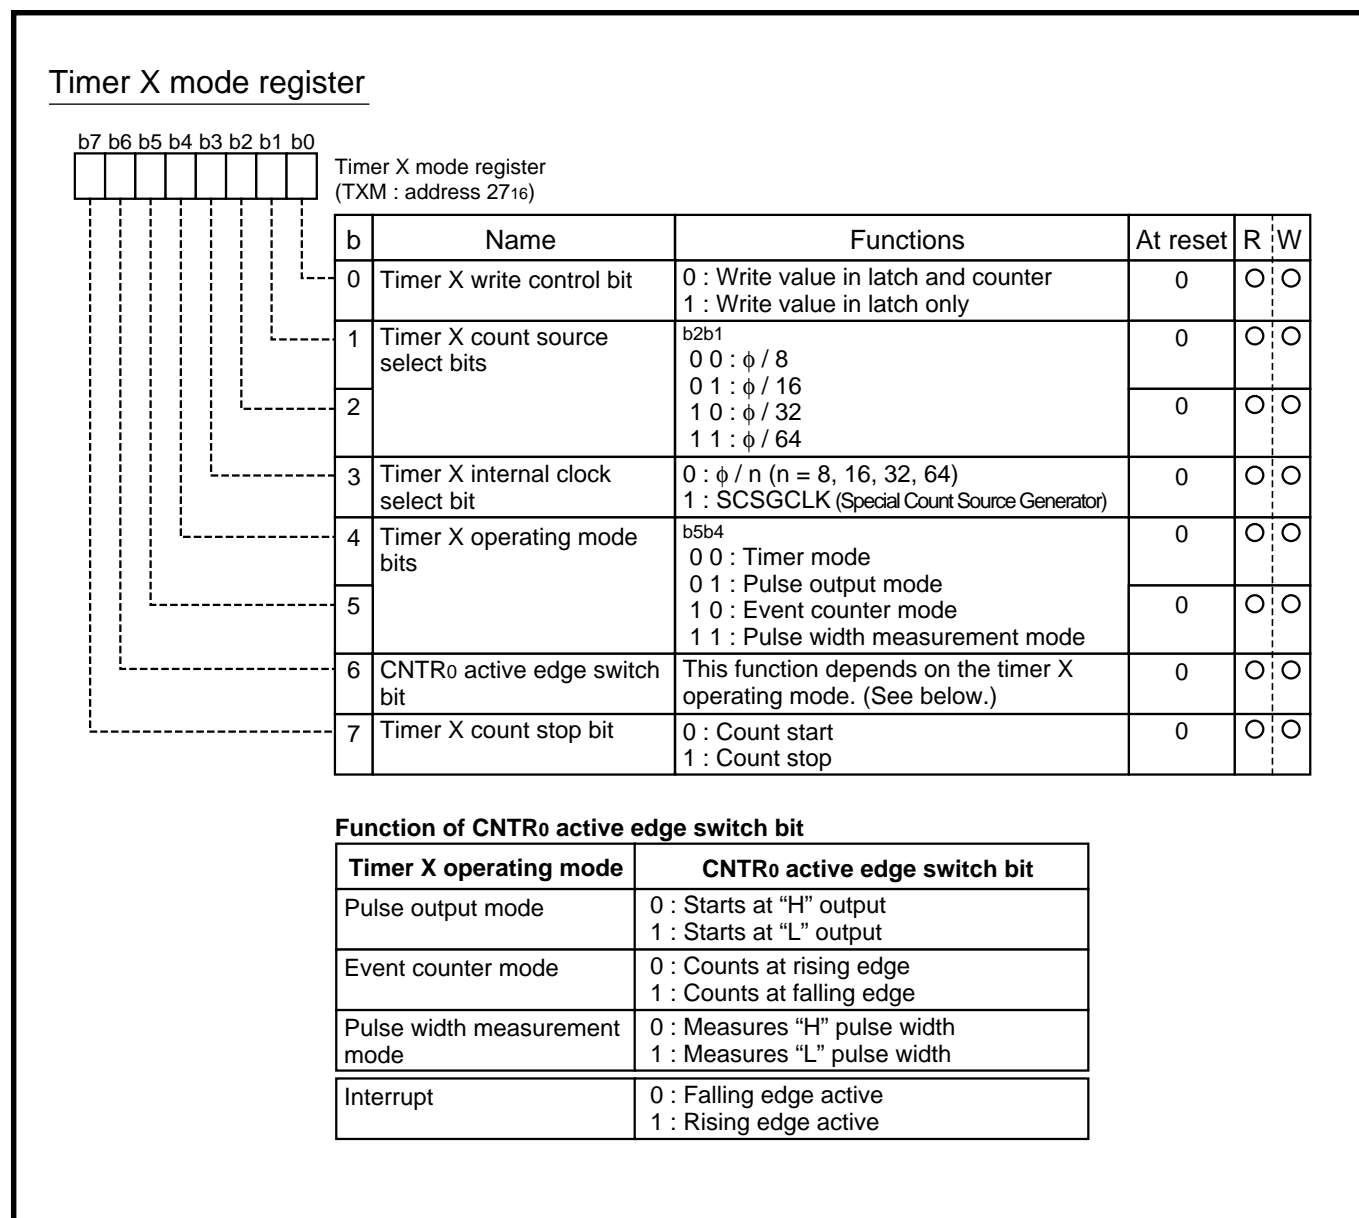 Timer X mode register
b7 b6 b5 b4 b3 b2 b1 b0
Timer X mode register
(TXM : address 2716)
b Name Functions At reset R W
0 Timer X write control bit 0 : Write value in latch and counter 0 O O
1 : Write value in latch only
1 Timer X count source select bits b2b1 0 O O
0 0 : ϕ / 8
0 1 : ϕ / 16
2 1 0 : ϕ / 32 0 O O
1 1 : ϕ / 64
3 Timer X internal clock 0 : ϕ / n (n = 8, 16, 32, 64) 0 O O
select bit 1 : SCSGCLK (Special Count Source Generator)
4 Timer X operating mode bits b5b4 0 O O
0 0 : Timer mode
0 1 : Pulse output mode
5 1 0 : Event counter mode 0 O O
1 1 : Pulse width measurement mode
6 CNTR0 active edge switch This function depends on the timer X 0 O O
bit operating mode. (See below.)
7 Timer X count stop bit 0 : Count start 0 O O
1 : Count stop
Function of CNTR0 active edge switch bit
Timer X operating mode CNTR0 active edge switch bit
Pulse output mode 0 : Starts at “H” output
1 : Starts at “L” output
Event counter mode 0 : Counts at rising edge
1 : Counts at falling edge
Pulse width measurement 0 : Measures “H” pulse width
mode 1 : Measures “L” pulse width
Interrupt 0 : Falling edge active
1 : Rising edge active